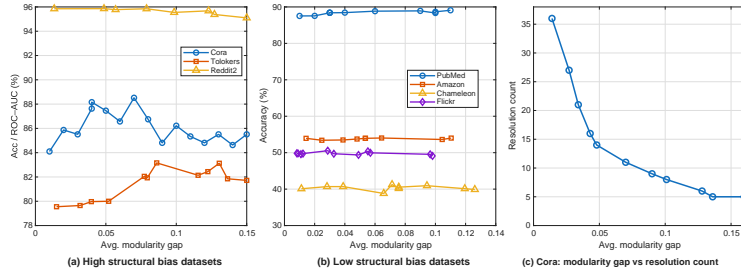 96
94
92
90
88
86
84
82
80
78
Acc / ROC−AUC (%)
Cora
Tolokers
Reddit2
0
0.05
0.1
0.15
Avg. modularity gap
(a) High structural bias datasets
90
80
70
60
50
40
30
Accuracy (%)
PubMed
Amazon
Chameleon
Flickr
0
0.02
0.04
0.06
0.08
0.1
0.12
0.14
Avg. modularity gap
(b) Low structural bias datasets
35
30
25
20
15
10
5
0
Resolution count
0
0.05
0.1
0.15
Avg. modularity gap
(c) Cora: modularity gap vs resolution count